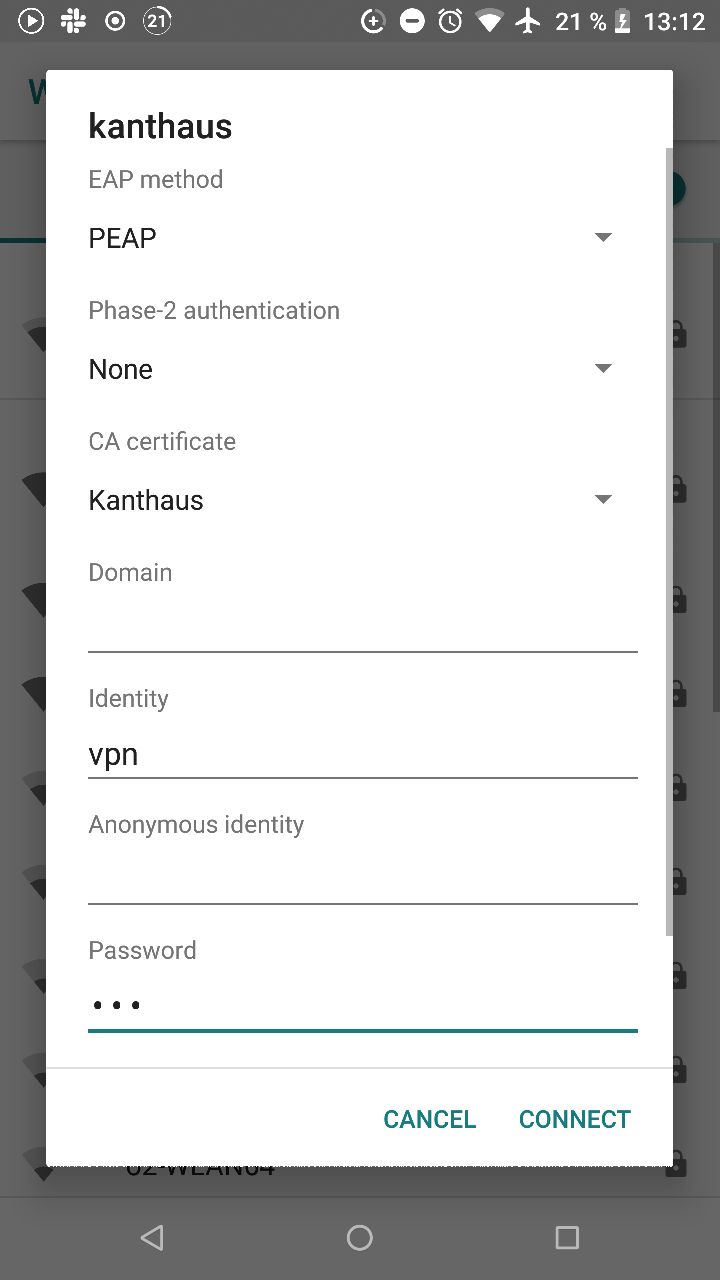 21 21 % 13:12
kanthaus
EAP method
PEAP
Phase-2 authentication
None
CA certificate
Kanthaus
Domain
Identity
vpn
Anonymous identity
Password
•••
CANCEL CONNECT